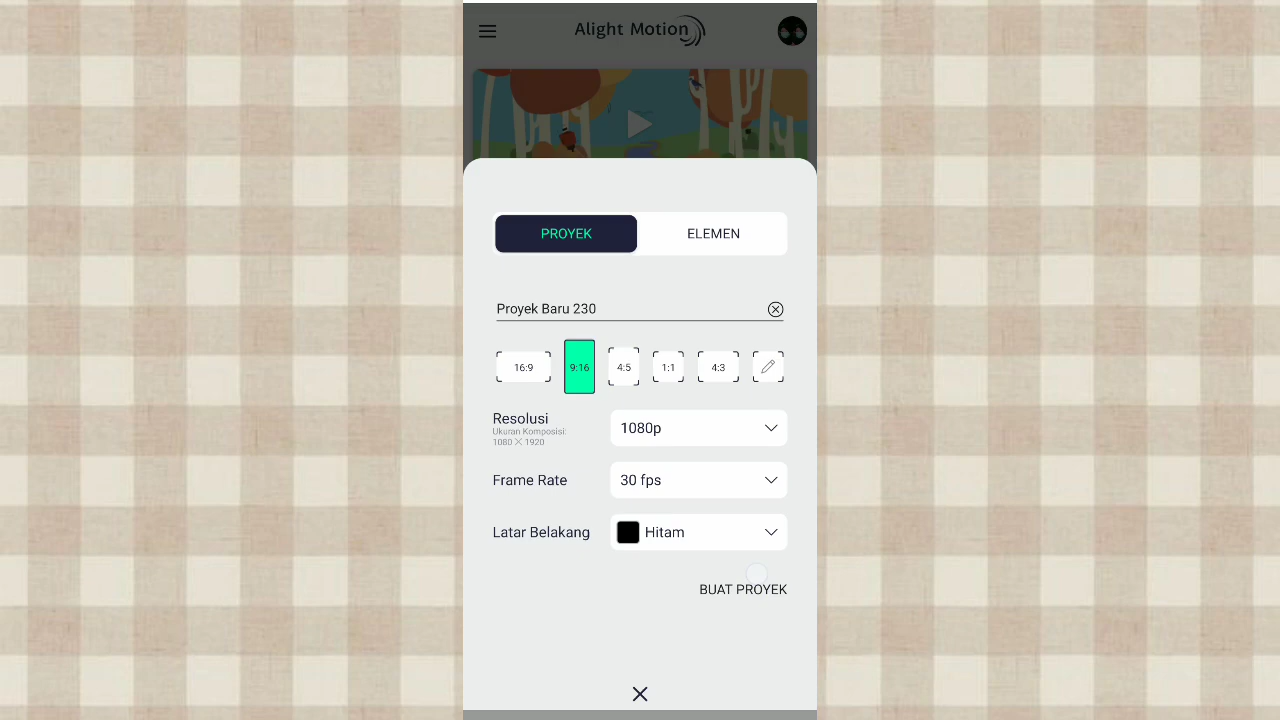 Alight Motion
PROYEK
ELEMEN
Proyek Baru 230
16:9
9:16
4:5
1:1
4:3
Resolusi
Ukuran Komposisi:
1080 × 1920
1080p
Frame Rate
30 fps
Latar Belakang
Hitam
BUAT PROYEK